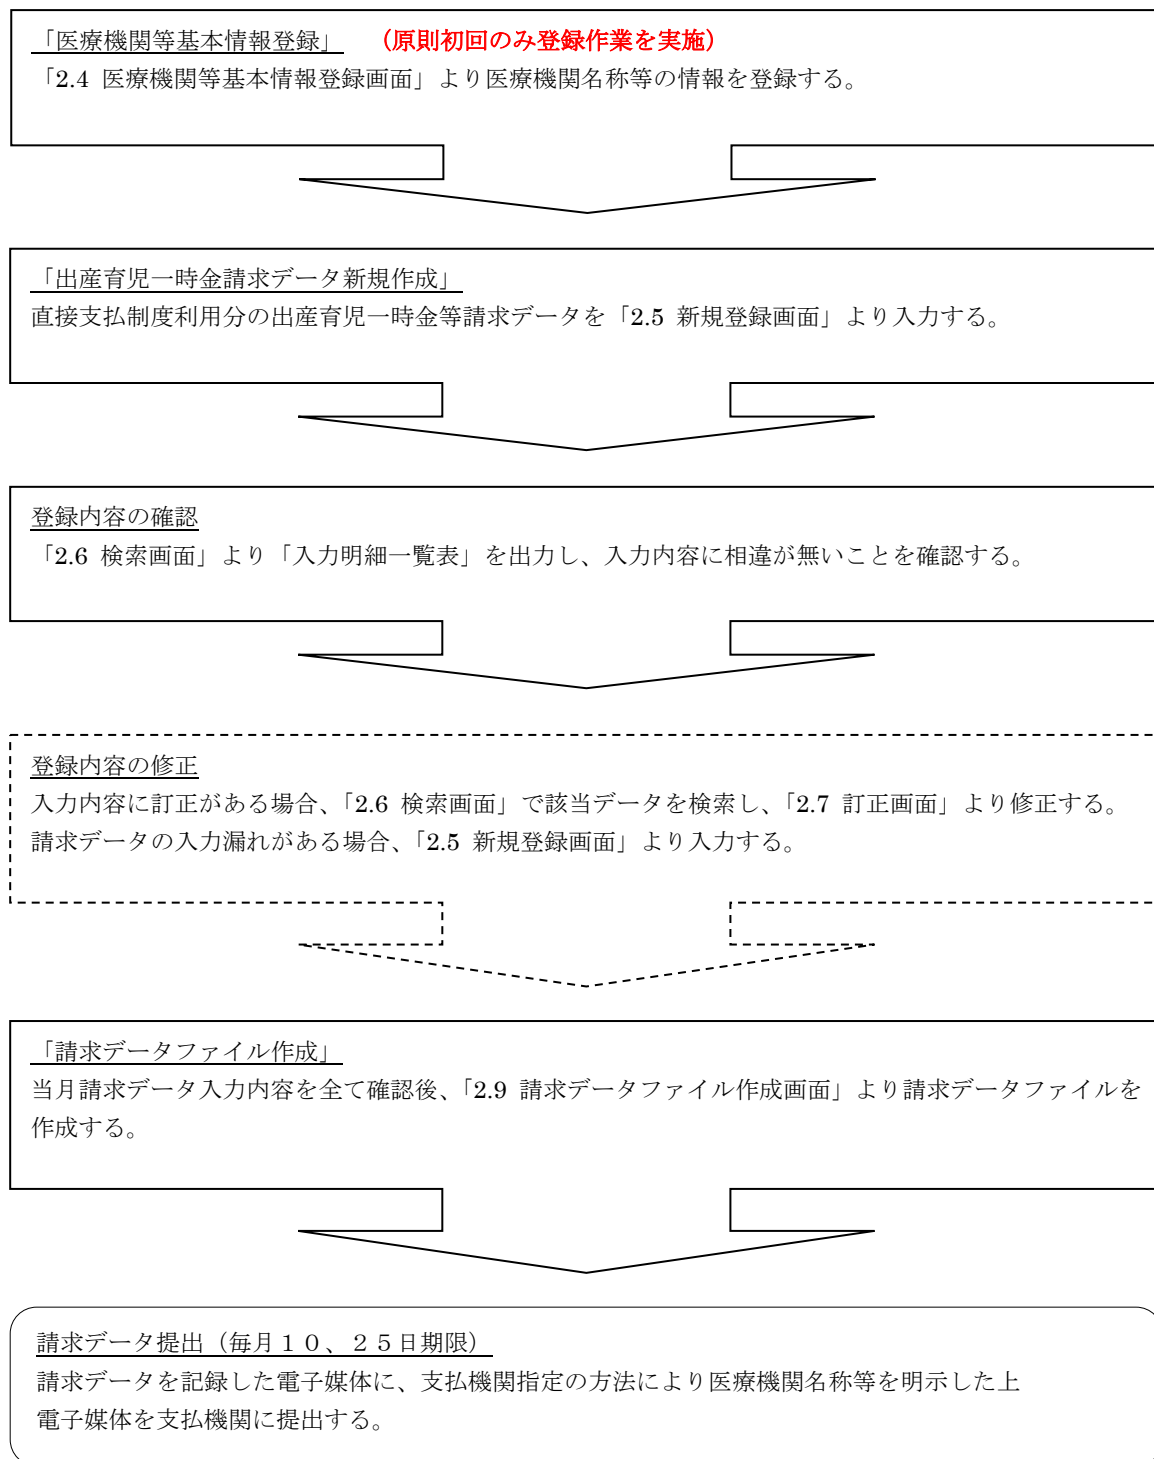 「医療機関等基本情報登録」　（原則初回のみ登録作業を実施）
「2.4 医療機関等基本情報登録画面」より医療機関名称等の情報を登録する。
「出産育児一時金請求データ新規作成」
直接支払制度利用分の出産育児一時金等請求データを「2.5 新規登録画面」より入力する。
登録内容の確認
「2.6 検索画面」より「入力明細一覧表」を出力し、入力内容に相違が無いことを確認する。
登録内容の修正
入力内容に訂正がある場合、「2.6 検索画面」で該当データを検索し、「2.7 訂正画面」より修正する。
請求データの入力漏れがある場合、「2.5 新規登録画面」より入力する。
「請求データファイル作成」
当月請求データ入力内容を全て確認後、「2.9 請求データファイル作成画面」より請求データファイルを
作成する。
請求データ提出（毎月１０、２５日期限）
請求データを記録した電子媒体に、支払機関指定の方法により医療機関名称等を明示した上
電子媒体を支払機関に提出する。